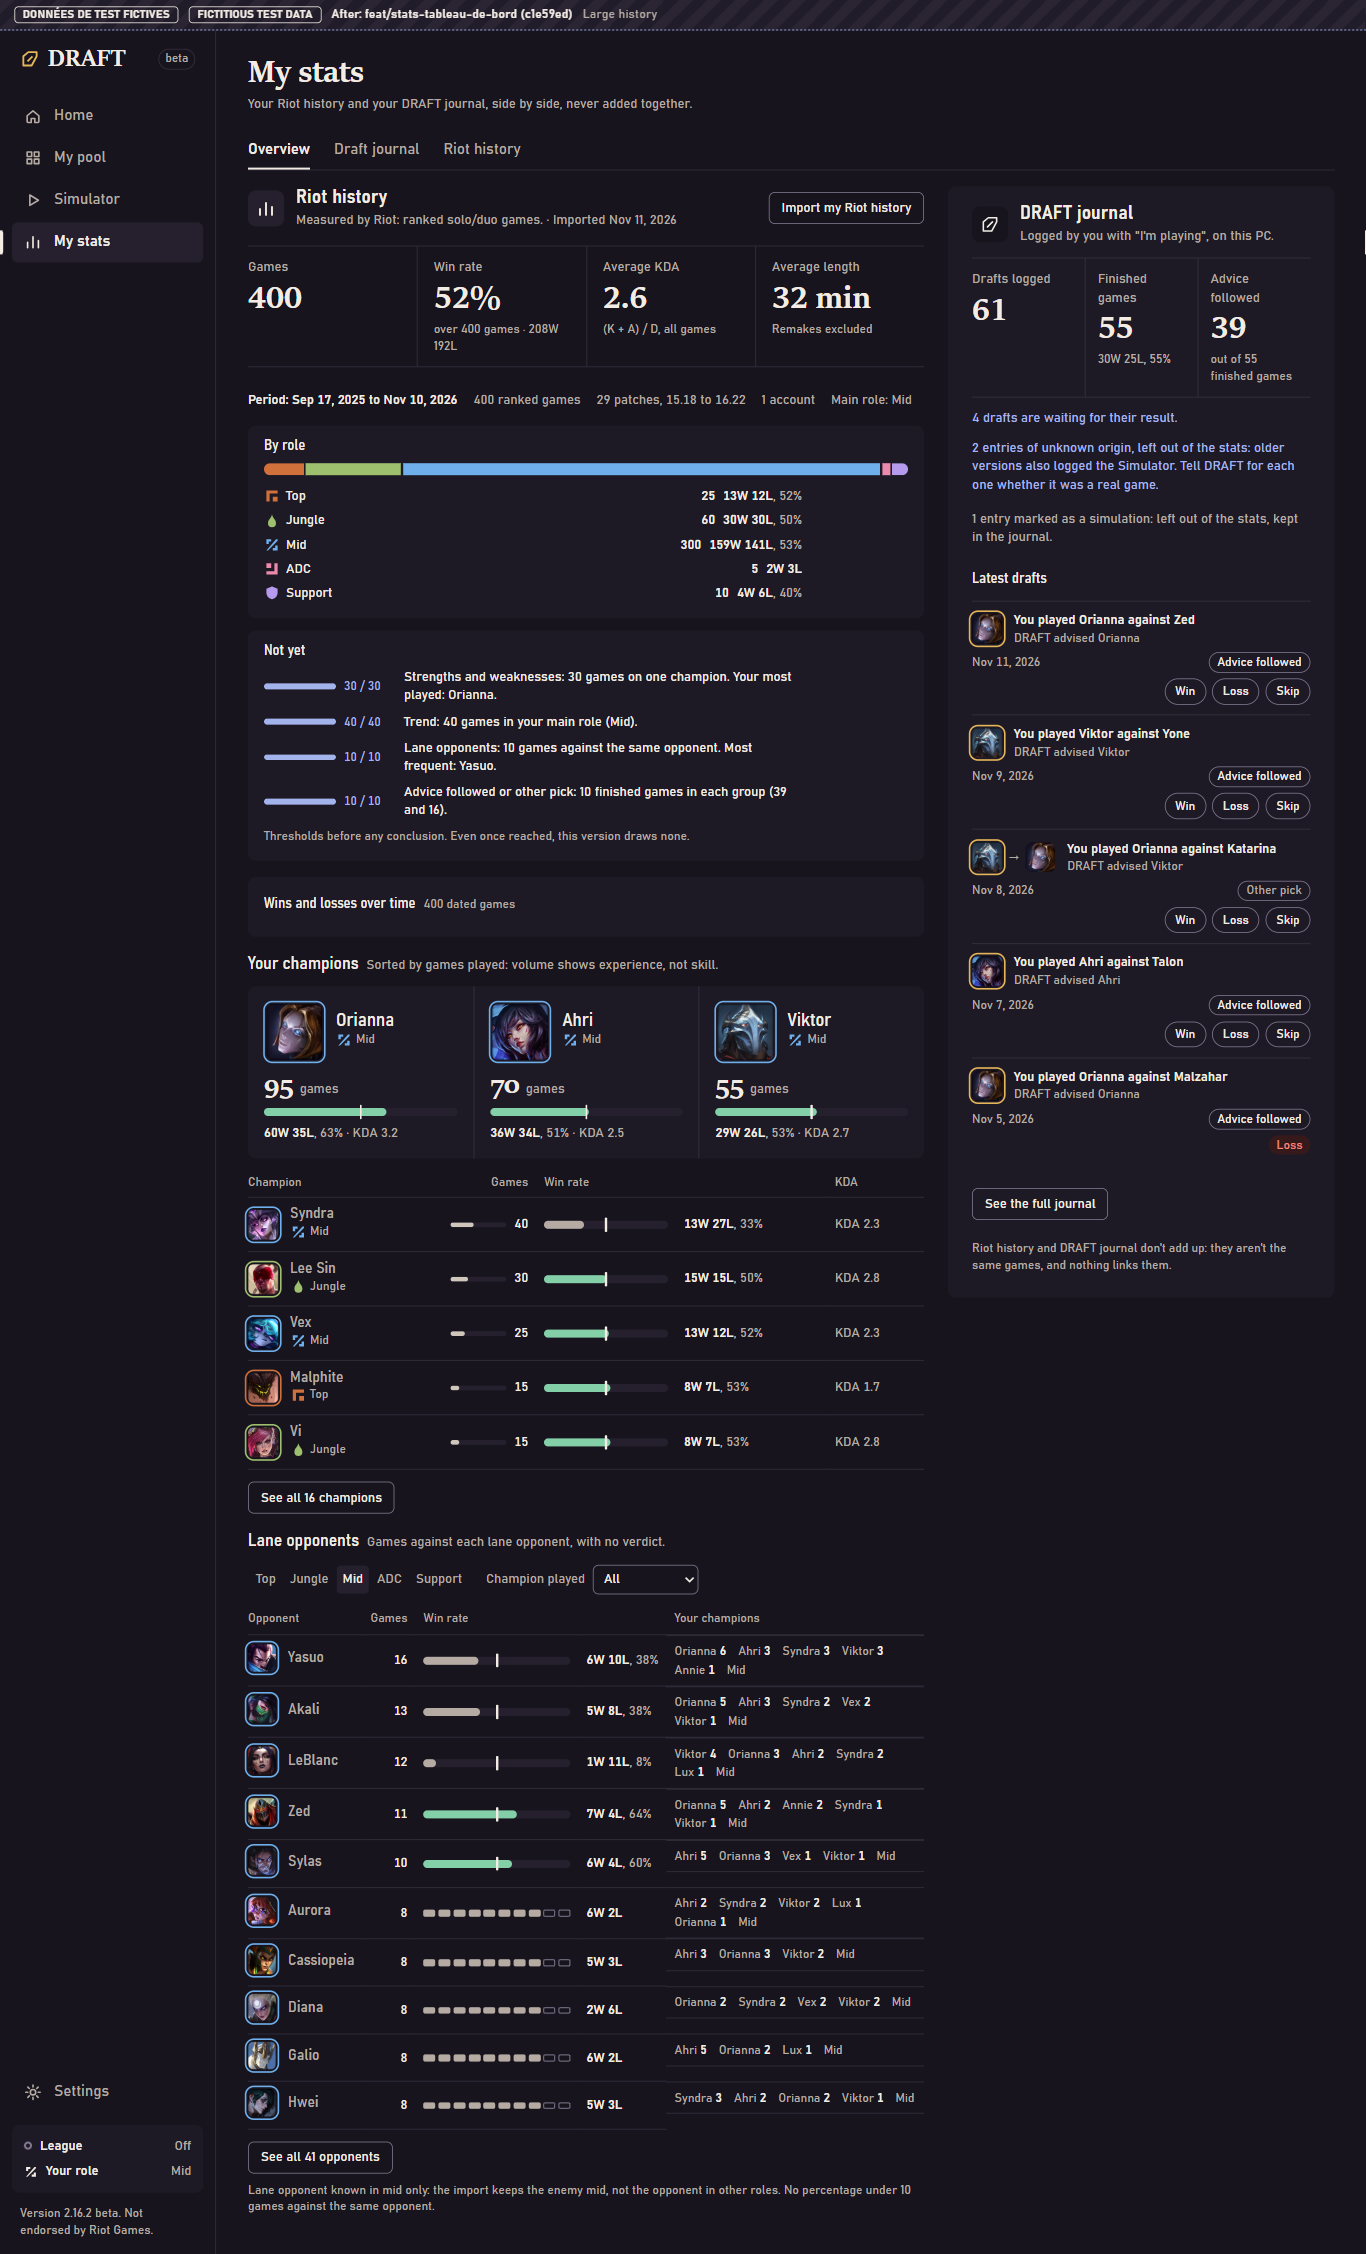 DONNÉES DE TEST FICTIVES FICTITIOUS TEST DATA After: feat/stats-tableau-de-bord (c1e59ed) Large history
DRAFT beta
Home
My pool
Simulator
My stats
Settings
League Off
Your role Mid
Version 2.16.2 beta. Not
endorsed by Riot Games.
My stats
Your Riot history and your DRAFT journal, side by side, never added together.
Overview Draft journal Riot history
Riot history
Measured by Riot: ranked solo/duo games. · Imported Nov 11, 2026
Import my Riot history
Games
400
Win rate
52%
over 400 games · 208W
192L
Average KDA
2.6
(K + A) / D, all games
Average length
32 min
Remakes excluded
Period: Sep 17, 2025 to Nov 10, 2026 400 ranked games 29 patches, 15.18 to 16.22 1 account Main role: Mid
By role
Top 25 13W 12L, 52%
Jungle 60 30W 30L, 50%
Mid 300 159W 141L, 53%
ADC 5 2W 3L
Support 10 4W 6L, 40%
Not yet
30 / 30 Strengths and weaknesses: 30 games on one champion. Your most
played: Orianna.
40 / 40 Trend: 40 games in your main role (Mid).
10 / 10 Lane opponents: 10 games against the same opponent. Most
frequent: Yasuo.
10 / 10 Advice followed or other pick: 10 finished games in each group (39
and 16).
Thresholds before any conclusion. Even once reached, this version draws none.
Wins and losses over time 400 dated games
Your champions Sorted by games played: volume shows experience, not skill.
Orianna
Mid
95 games
60W 35L, 63% · KDA 3.2
Ahri
Mid
70 games
36W 34L, 51% · KDA 2.5
Viktor
Mid
55 games
29W 26L, 53% · KDA 2.7
Champion Games Win rate KDA
Syndra
Mid
40 13W 27L, 33% KDA 2.3
Lee Sin
Jungle
30 15W 15L, 50% KDA 2.8
Vex
Mid
25 13W 12L, 52% KDA 2.3
Malphite
Top
15 8W 7L, 53% KDA 1.7
Vi
Jungle
15 8W 7L, 53% KDA 2.8
See all 16 champions
Lane opponents Games against each lane opponent, with no verdict.
Top Jungle Mid ADC Support Champion played All
Opponent Games Win rate Your champions
Yasuo 16 6W 10L, 38% Orianna 6 Ahri 3 Syndra 3 Viktor 3
Annie 1 Mid
Akali 13 5W 8L, 38% Orianna 5 Ahri 3 Syndra 2 Vex 2
Viktor 1 Mid
LeBlanc 12 1W 11L, 8% Viktor 4 Orianna 3 Ahri 2 Syndra 2
Lux 1 Mid
Zed 11 7W 4L, 64% Orianna 5 Ahri 2 Annie 2 Syndra 1
Viktor 1 Mid
Sylas 10 6W 4L, 60% Ahri 5 Orianna 3 Vex 1 Viktor 1 Mid
Aurora 8 6W 2L Ahri 2 Syndra 2 Viktor 2 Lux 1
Orianna 1 Mid
Cassiopeia 8 5W 3L Ahri 3 Orianna 3 Viktor 2 Mid
Diana 8 2W 6L Orianna 2 Syndra 2 Vex 2 Viktor 2 Mid
Galio 8 6W 2L Ahri 5 Orianna 2 Lux 1 Mid
Hwei 8 5W 3L Syndra 3 Ahri 2 Orianna 2 Viktor 1 Mid
See all 41 opponents
Lane opponent known in mid only: the import keeps the enemy mid, not the opponent in other roles. No percentage under 10
games against the same opponent.
DRAFT journal
Logged by you with "I'm playing", on this PC.
Drafts logged
61
Finished
games
55
30W 25L, 55%
Advice
followed
39
out of 55
finished games
4 drafts are waiting for their result.
2 entries of unknown origin, left out of the stats: older
versions also logged the Simulator. Tell DRAFT for each
one whether it was a real game.
1 entry marked as a simulation: left out of the stats, kept
in the journal.
Latest drafts
You played Orianna against Zed
DRAFT advised Orianna
Nov 11, 2026 Advice followed
Win Loss Skip
You played Viktor against Yone
DRAFT advised Viktor
Nov 9, 2026 Advice followed
Win Loss Skip
→ You played Orianna against Katarina
DRAFT advised Viktor
Nov 8, 2026 Other pick
Win Loss Skip
You played Ahri against Talon
DRAFT advised Ahri
Nov 7, 2026 Advice followed
Win Loss Skip
You played Orianna against Malzahar
DRAFT advised Orianna
Nov 5, 2026 Advice followed
Loss
See the full journal
Riot history and DRAFT journal don't add up: they aren't the
same games, and nothing links them.